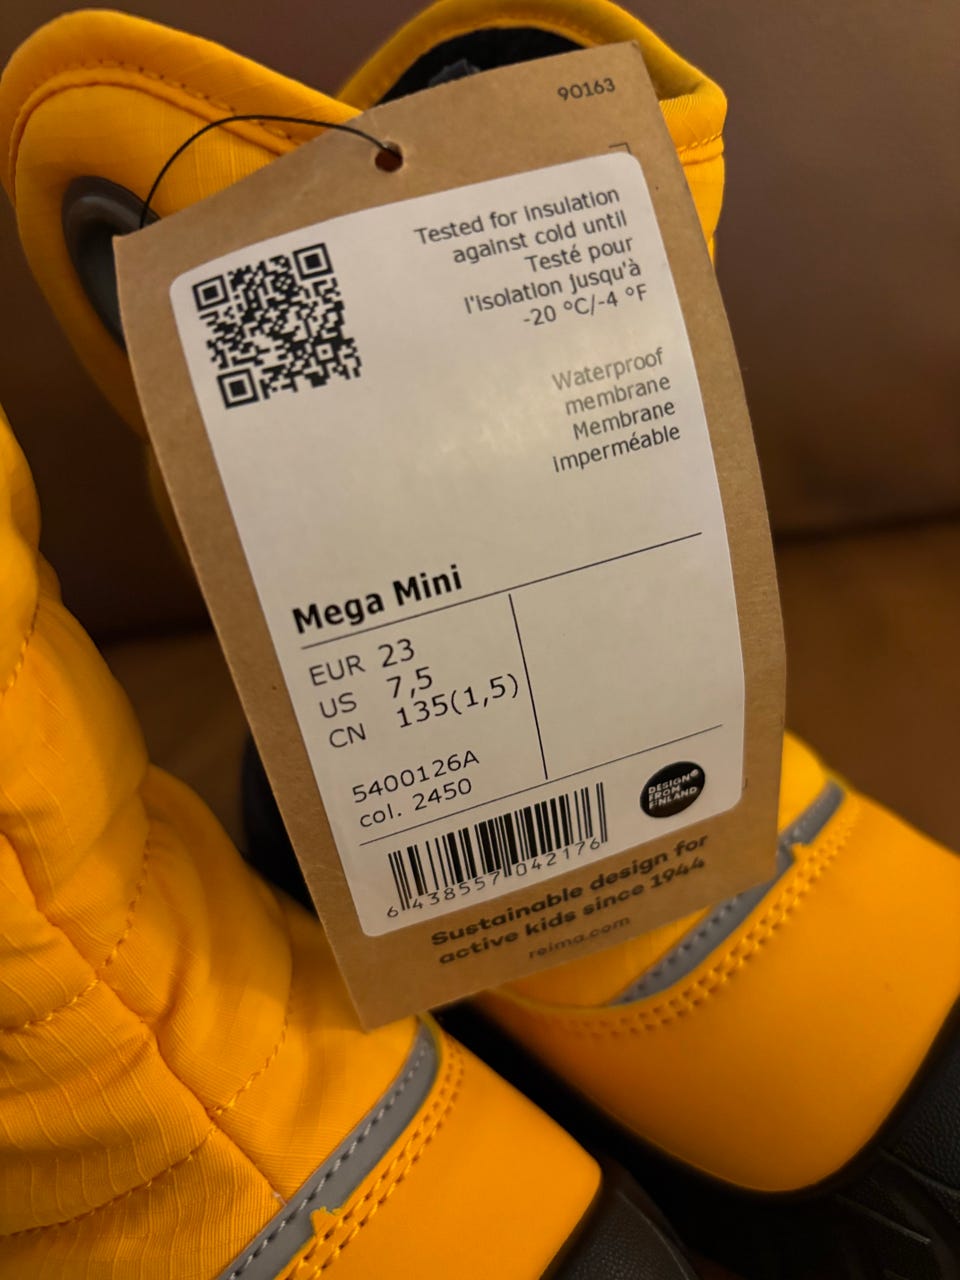 90163
Tested for insulation
against cold until
Testé pour
l'isolation jusqu'à
-20 °C/-4 °F
Waterproof
membrane
Membrane
imperméable
Mega Mini
EUR 23
US 7,5
CN 135(1,5)
5400126A
col. 2450
DESIGN
FROM
FINLAND
6 438557 042176
Sustainable design for
active kids since 1944
reima.com